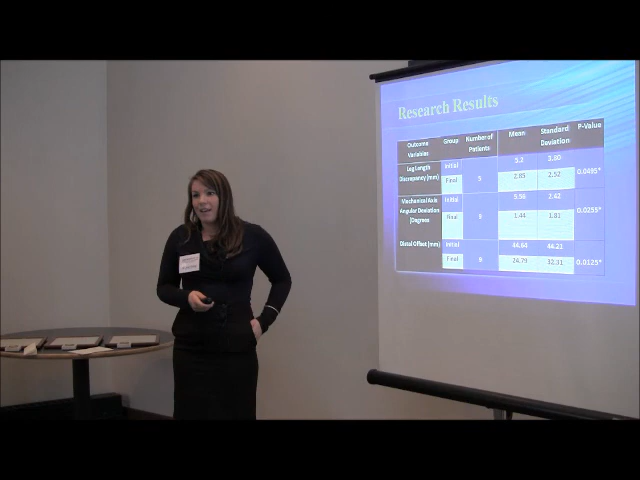 Research Results
Outcome Variables Group Number of Patients Mean Standard Deviation P-Value
Leg Length Discrepancy (mm) Initial 5 5.2 3.80 0.0495*
Final 2.85 2.52
Mechanical Axis Angular Deviation (Degrees Initial 9 5.56 2.42 0.0255*
final 1.44 1.81
Distal Offset (mm) Initial 9 44.64 44.21 0.0125*
Final 24.79 32.31